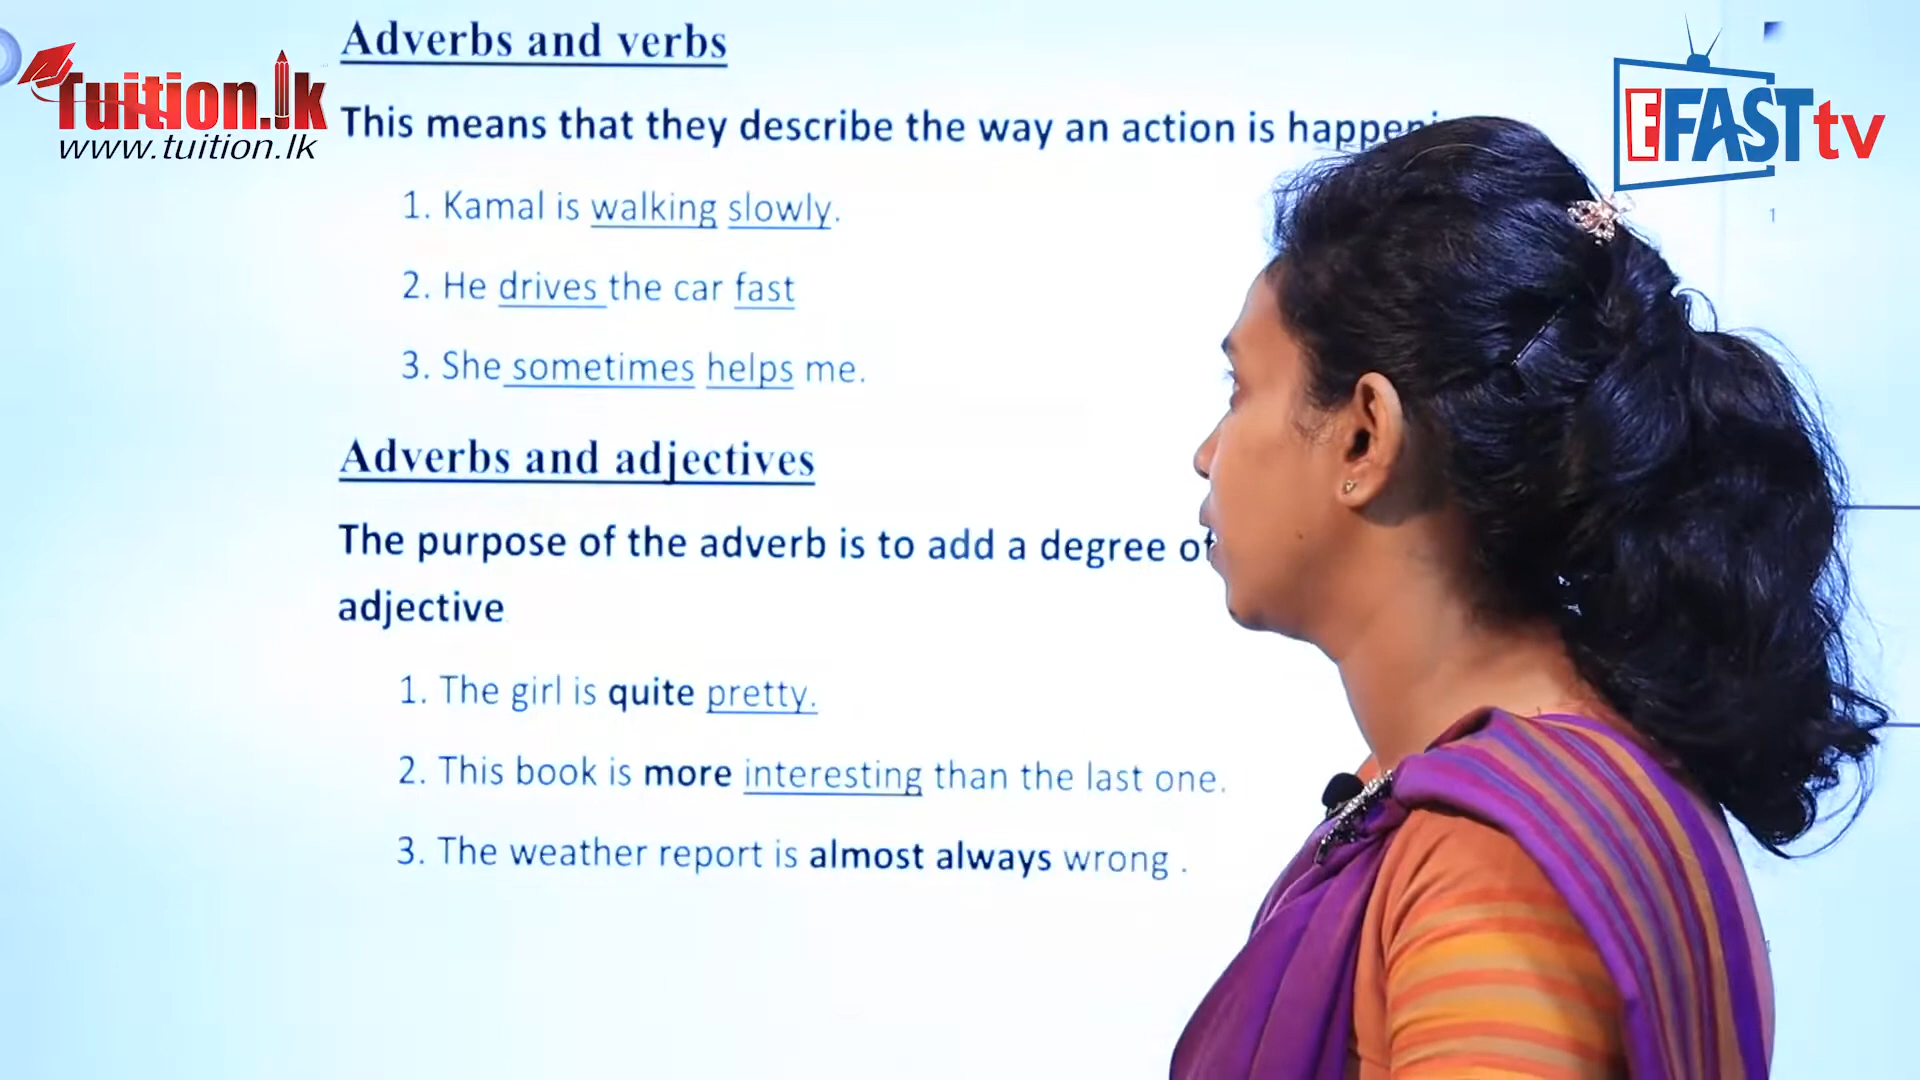 Adverbs and verbs
Tuition.lk
www.tuition.lk
EFAST tv
This means that they describe the way an action is
1. Kamal is walking slowly.
1
2. He drives the car fast
3. She sometimes helps me.
Adverbs and adjectives
The purpose of the adverb is to add a degree of
adjective
1. The girl is quite pretty.
2. This book is more interesting than the last one.
3. The weather report is almost always wrong .